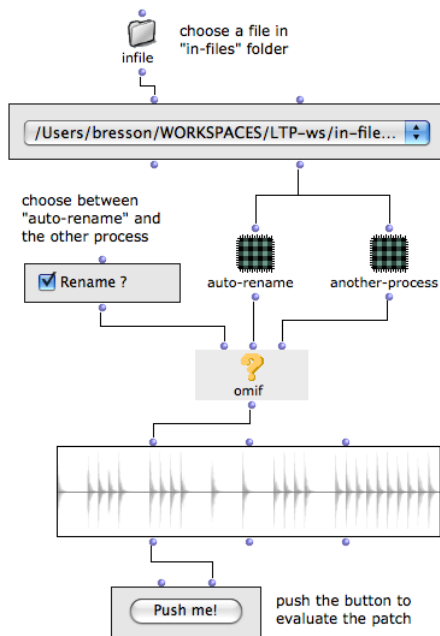 choose a file in
"in-files" folder
infile
/Users/bresson/WORKSPACES/LTP-ws/in-file...
choose between
"auto-rename" and
the other process
Rename ?
auto-rename
another-process
omif
Push me!
push the button to
evaluate the patch